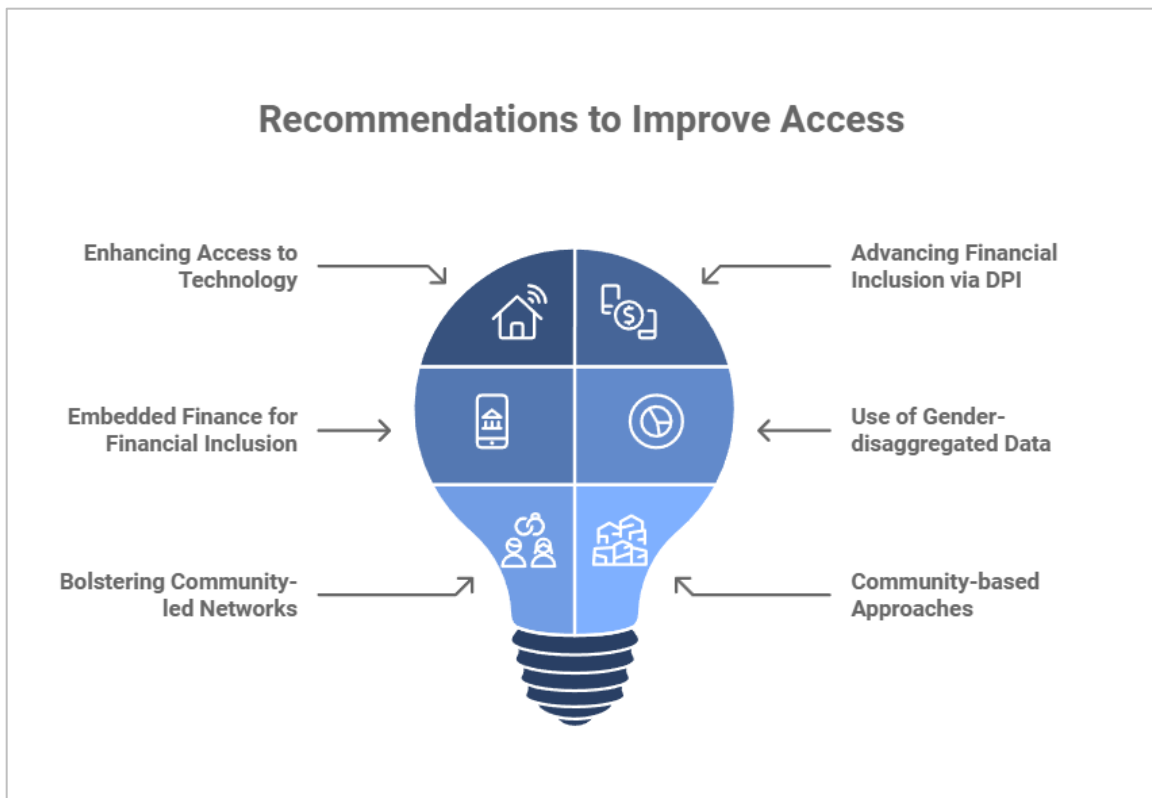 Recommendations to Improve Access
Enhancing Access to
Technology
Advancing Financial
Inclusion via DPI
Embedded Finance for
Financial Inclusion
Use of Gender-
disaggregated Data
Bolstering Community-
led Networks
Community-based
Approaches